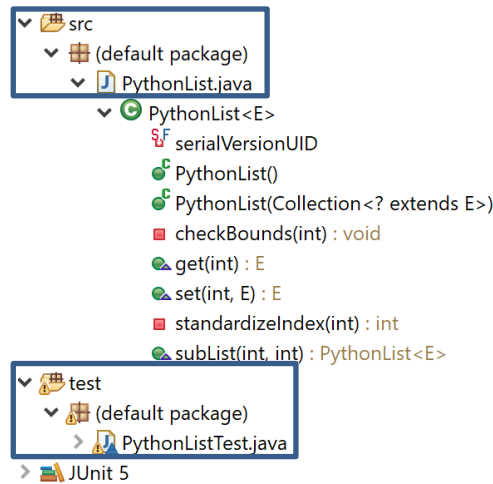 src
(default package)
PythonList.java
PythonList<E>
serialVersionUID
PythonList()
PythonList(Collection<? extends E>)
checkBounds(int) : void
get(int) : E
set(int, E) : E
standardizeIndex(int) : int
subList(int, int) : PythonList<E>
test
(default package)
PythonListTest.java
JUnit 5